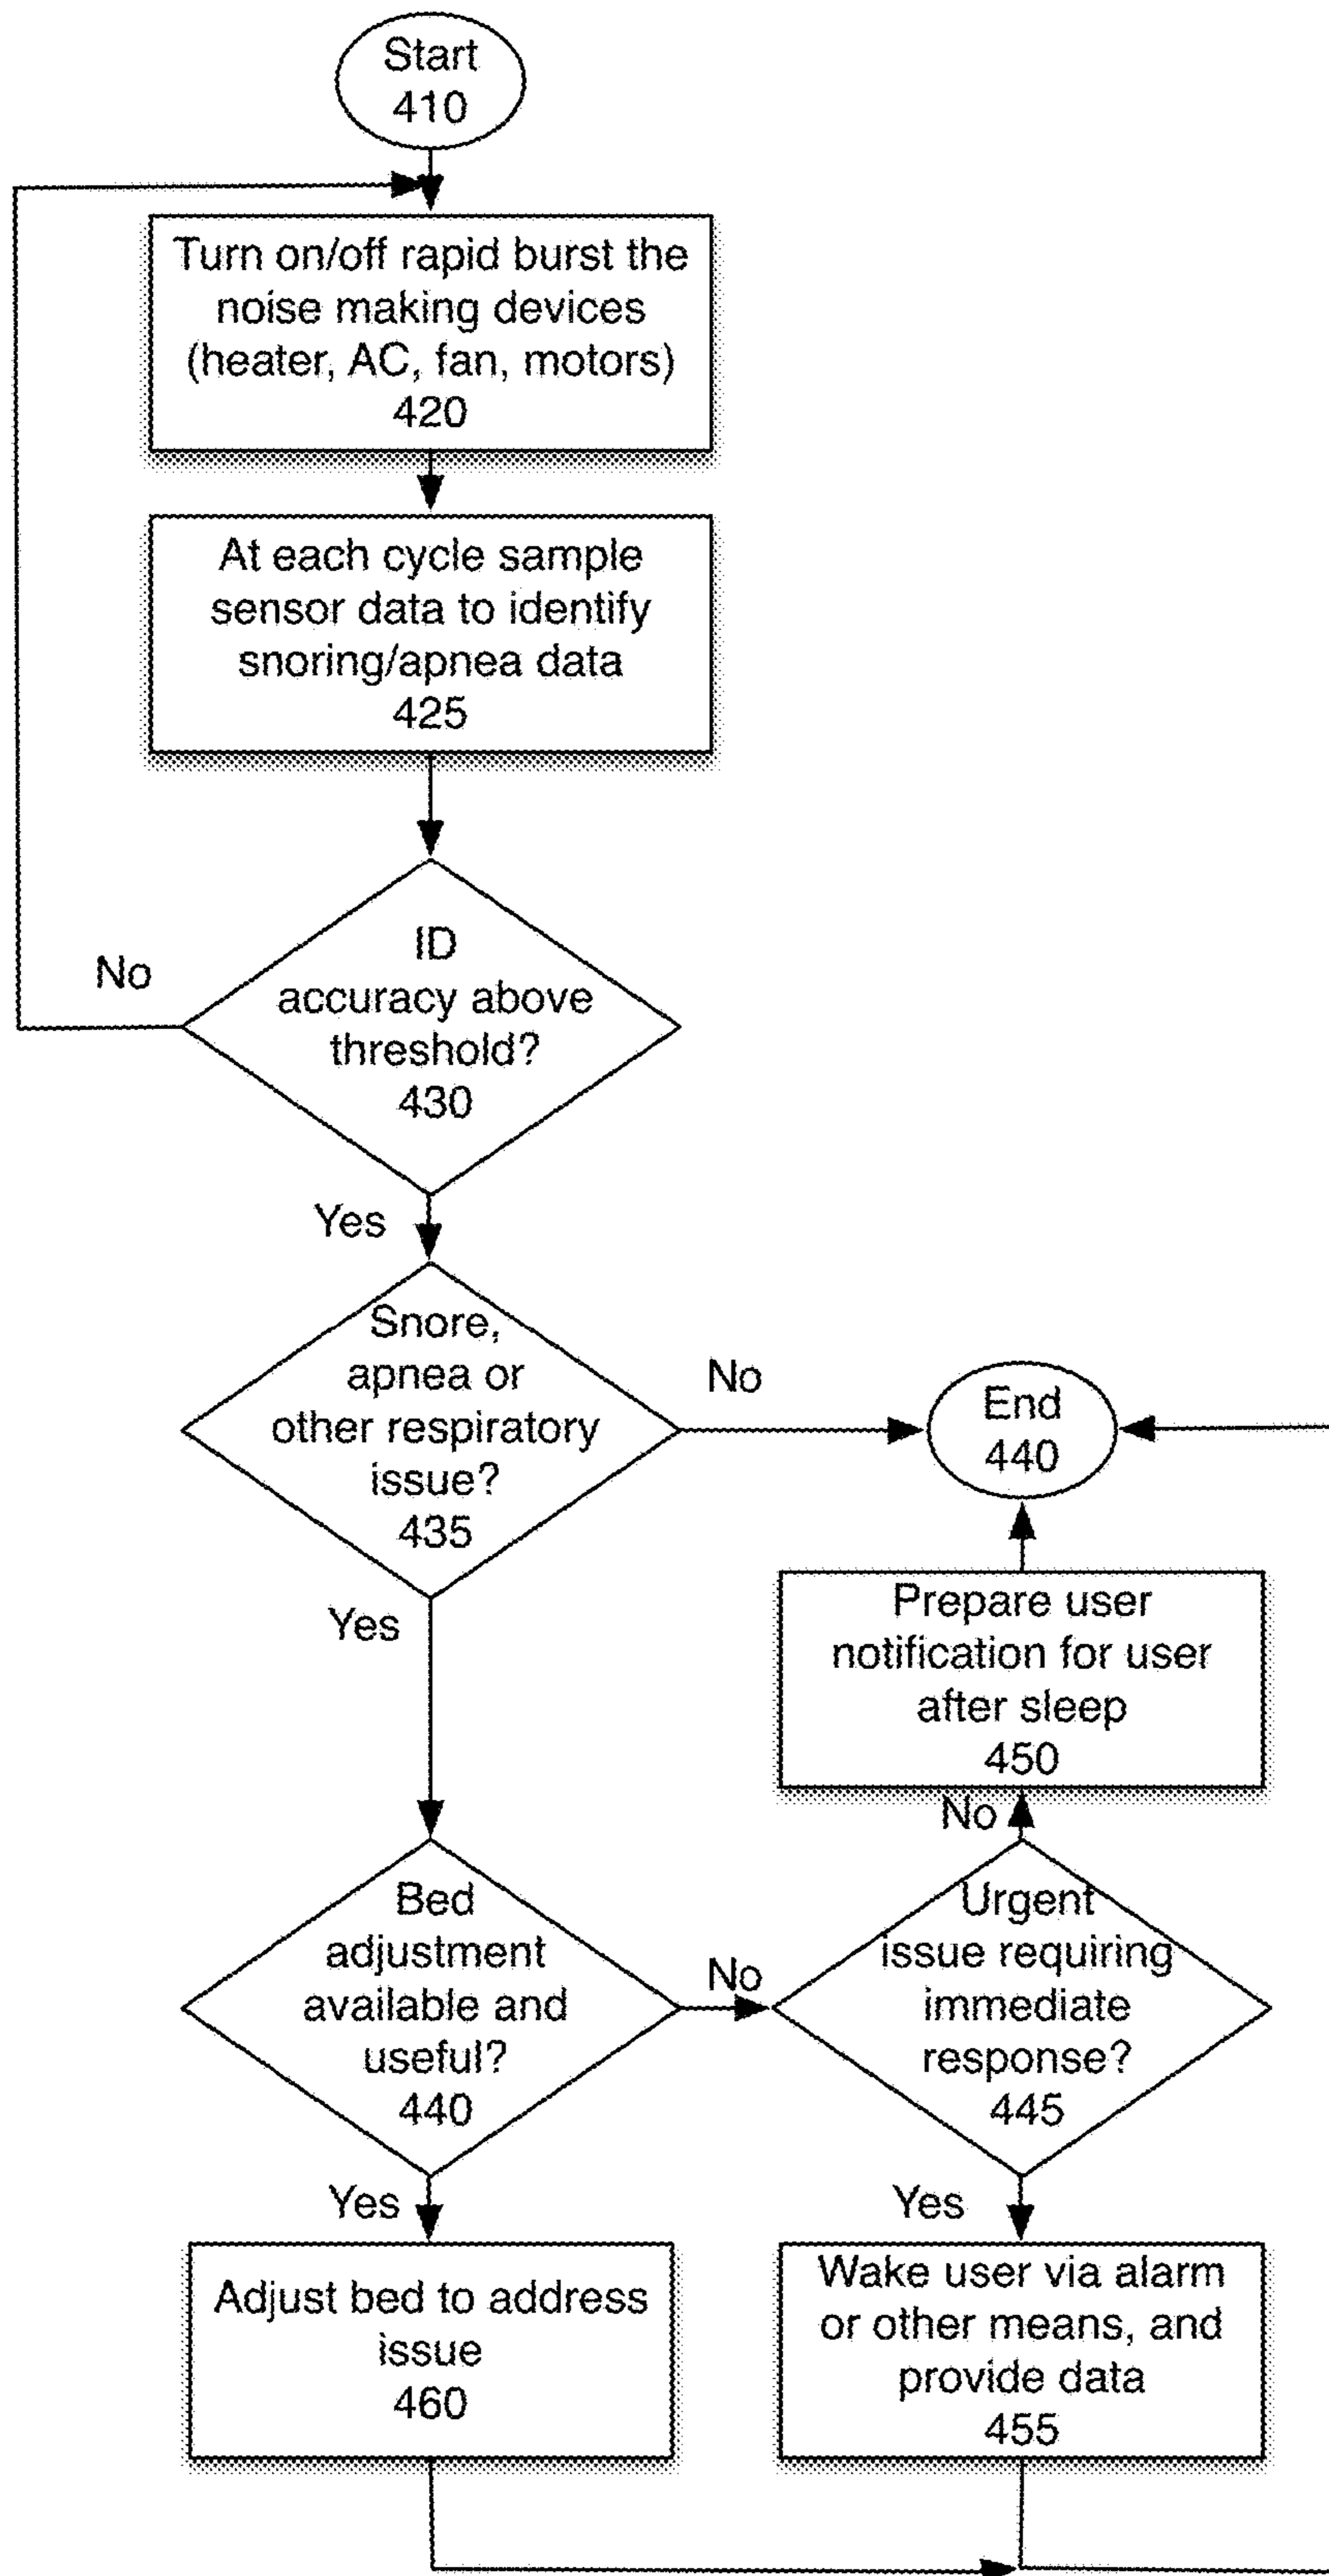 Start
410
Turn on/off rapid burst the
noise making devices
(heater, AC, fan, motors)
420
At each cycle sample
sensor data to identify
snoring/apnea data
425
ID
accuracy above
threshold?
430
No
Yes
Snore,
apnea or
other respiratory
issue?
435
No
End
440
Yes
Prepare user
notification for user
after sleep
450
No
Bed
adjustment
available and
useful?
440
No
Urgent
issue requiring
immediate
response?
445
Yes
Yes
Adjust bed to address
issue
460
Wake user via alarm
or other means, and
provide data
455